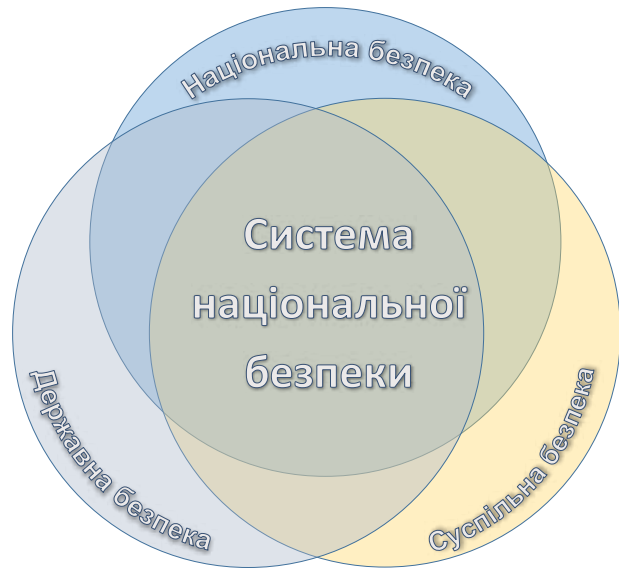 Національна безпека
Система
національної
безпеки
Державна безпека
Суспільна безпека